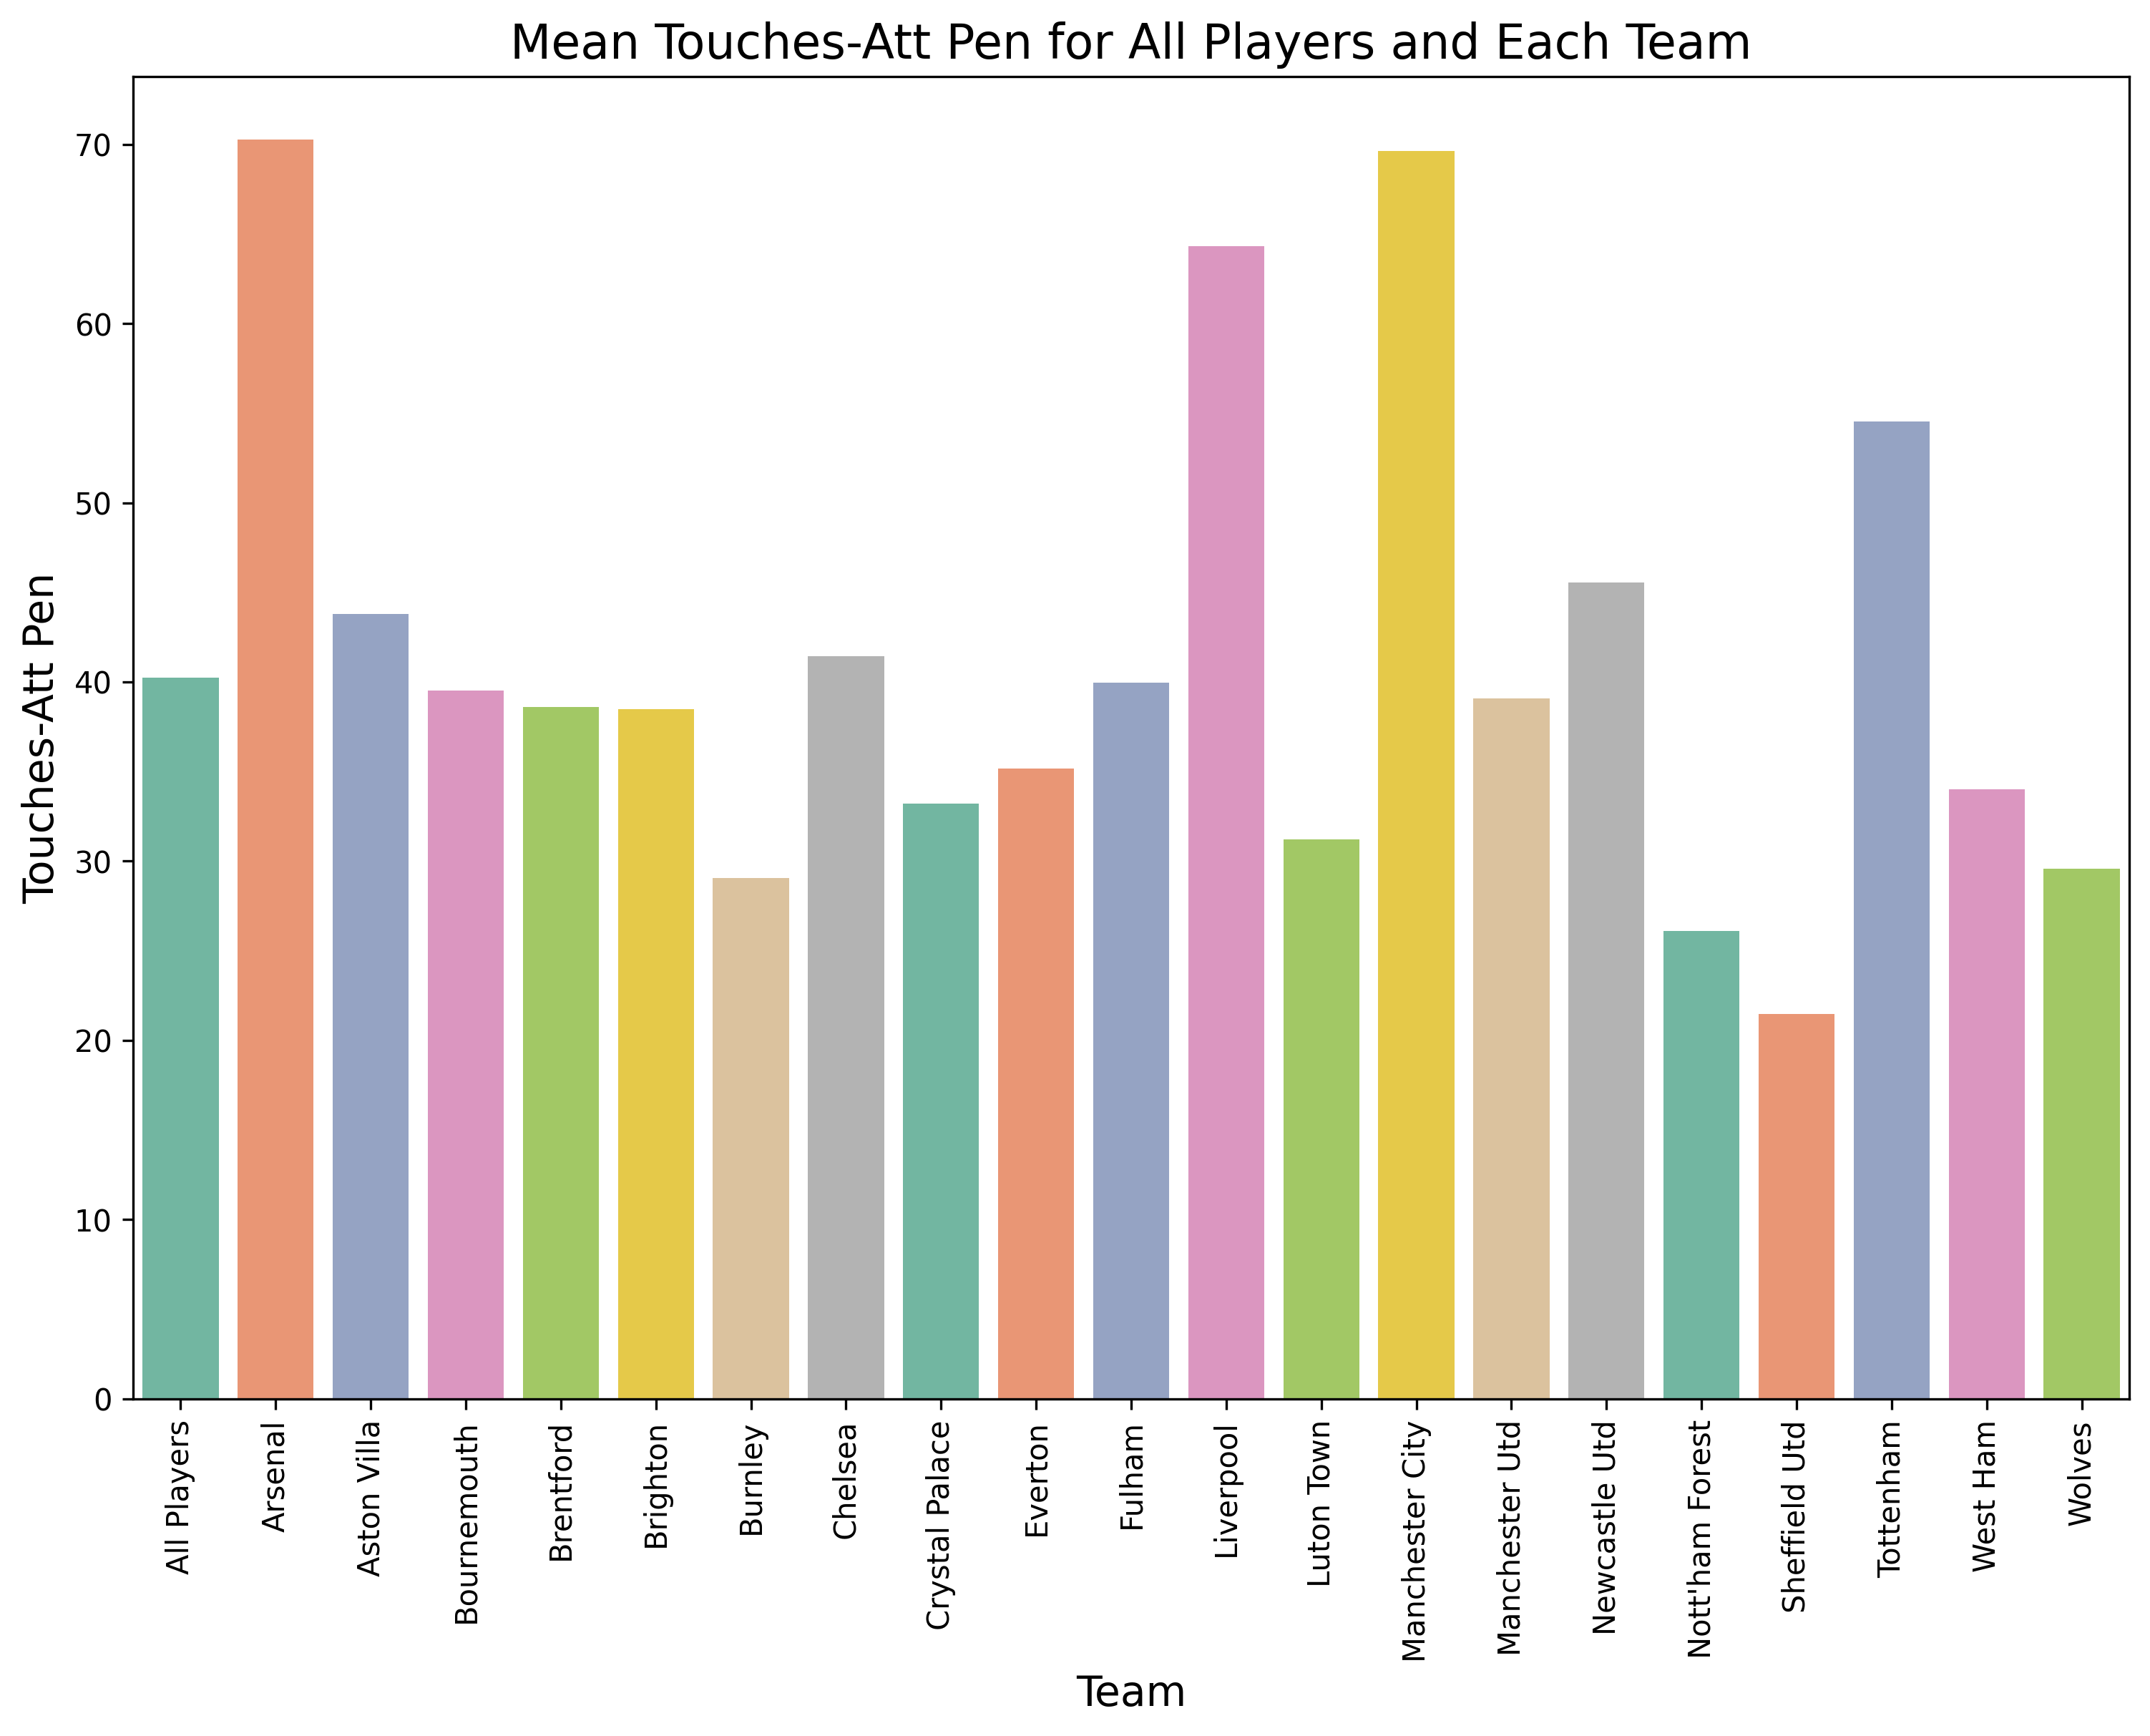 Mean Touches-Att Pen for All Players and Each Team
Touches-Att Pen
70
60
50
40
30
20
10
0
All Players
Arsenal
Aston Villa
Bournemouth
Brentford
Brighton
Burnley
Chelsea
Crystal Palace
Everton
Fulham
Liverpool
Luton Town
Manchester City
Manchester Utd
Newcastle Utd
Nott'ham Forest
Sheffield Utd
Tottenham
West Ham
Wolves
Team